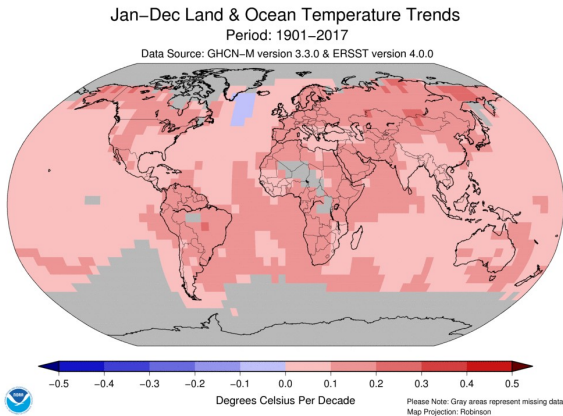 Jan–Dec Land & Ocean Temperature Trends
Period: 1901–2017
Data Source: GHCN–M version 3.3.0 & ERSST version 4.0.0
−0.5 −0.4 −0.3 −0.2 −0.1 0.0 0.1 0.2 0.3 0.4 0.5
Degrees Celsius Per Decade
Please Note: Gray areas represent missing data
Map Projection: Robinson